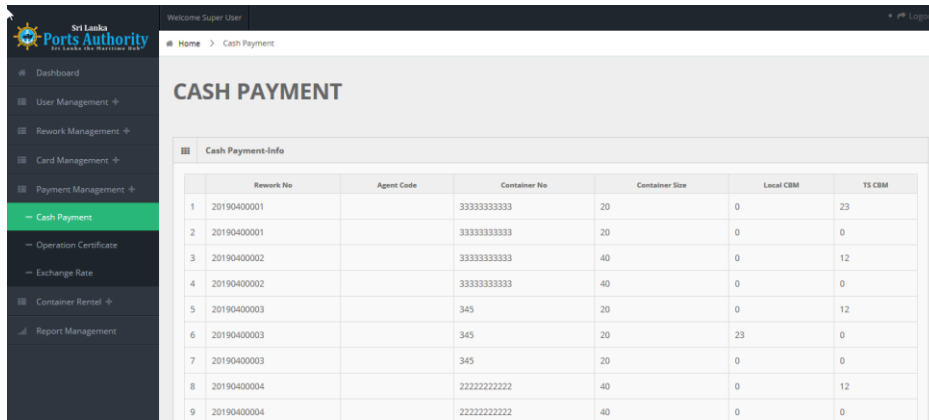 Sri Lanka
Ports Authority
Sri Lanka the Maritime Hub
Welcome Super User
Home > Cash Payment
Dashboard
User Management +
Rework Management +
Card Management +
Payment Management +
Cash Payment
Operation Certificate
Exchange Rate
Container Rentel +
Report Management
CASH PAYMENT
Cash Payment-Info
Rework No Agent Code Container No Container Size Local CBM TS CBM
1 20190400001 33333333333 20 0 23
2 20190400001 33333333333 20 0 0
3 20190400002 33333333333 40 0 12
4 20190400002 33333333333 40 0 0
5 20190400003 345 20 0 12
6 20190400003 345 20 23 0
7 20190400003 345 20 0 0
8 20190400004 22222222222 40 0 12
9 20190400004 22222222222 40 0 0